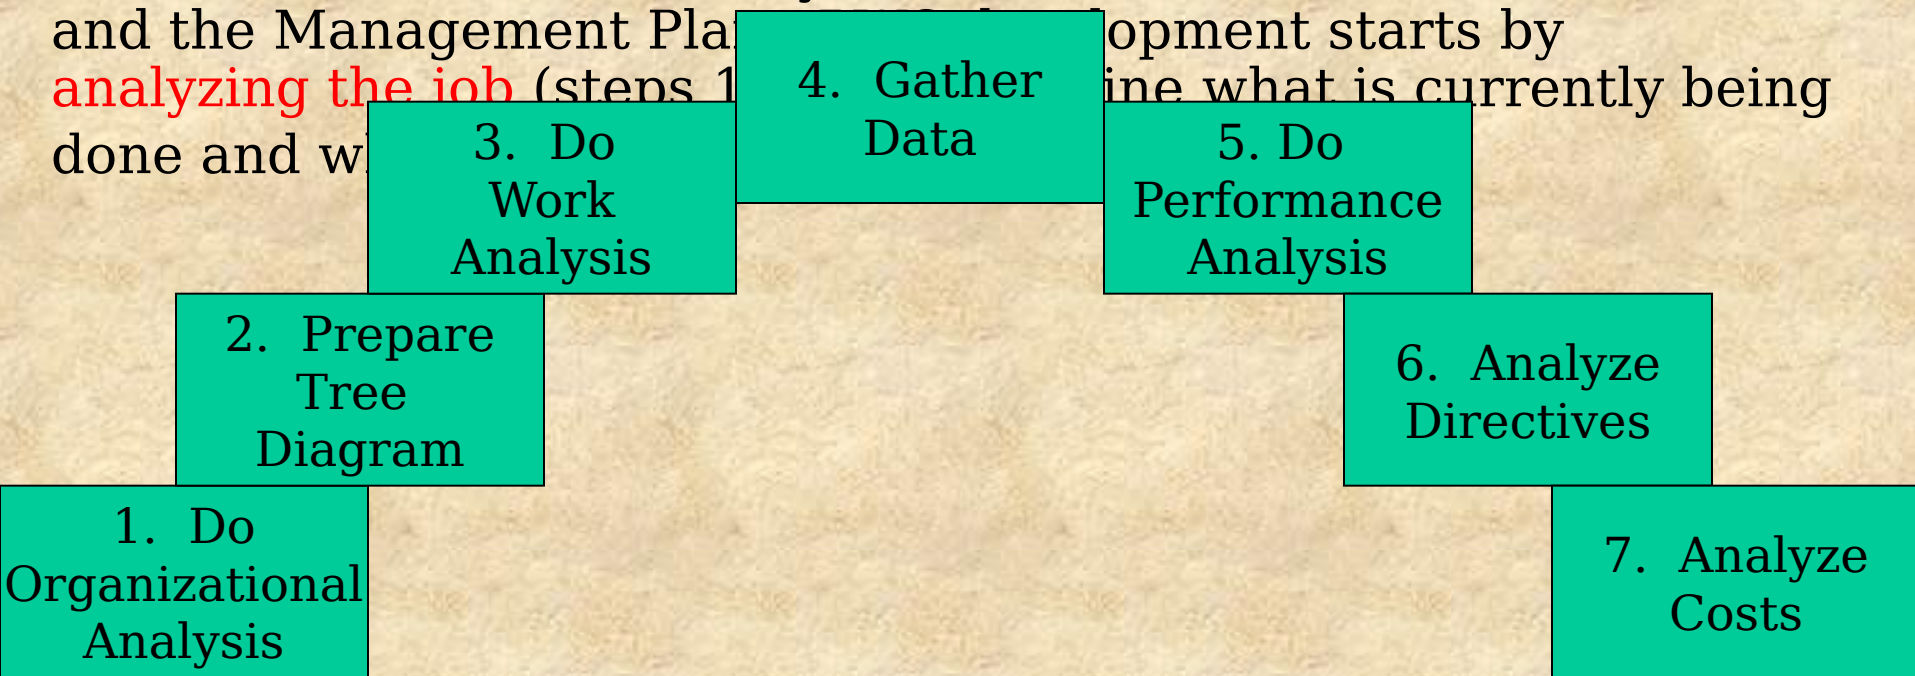 and the Management opment starts by
analyzing the job (steps 1 what is currently being
done and
4. Gather
Data
3. Do
Work
Analysis
5. Do
Performance
Analysis
2. Prepare
Tree
Diagram
6. Analyze
Directives
1. Do
Organizational
Analysis
7. Analyze
Costs